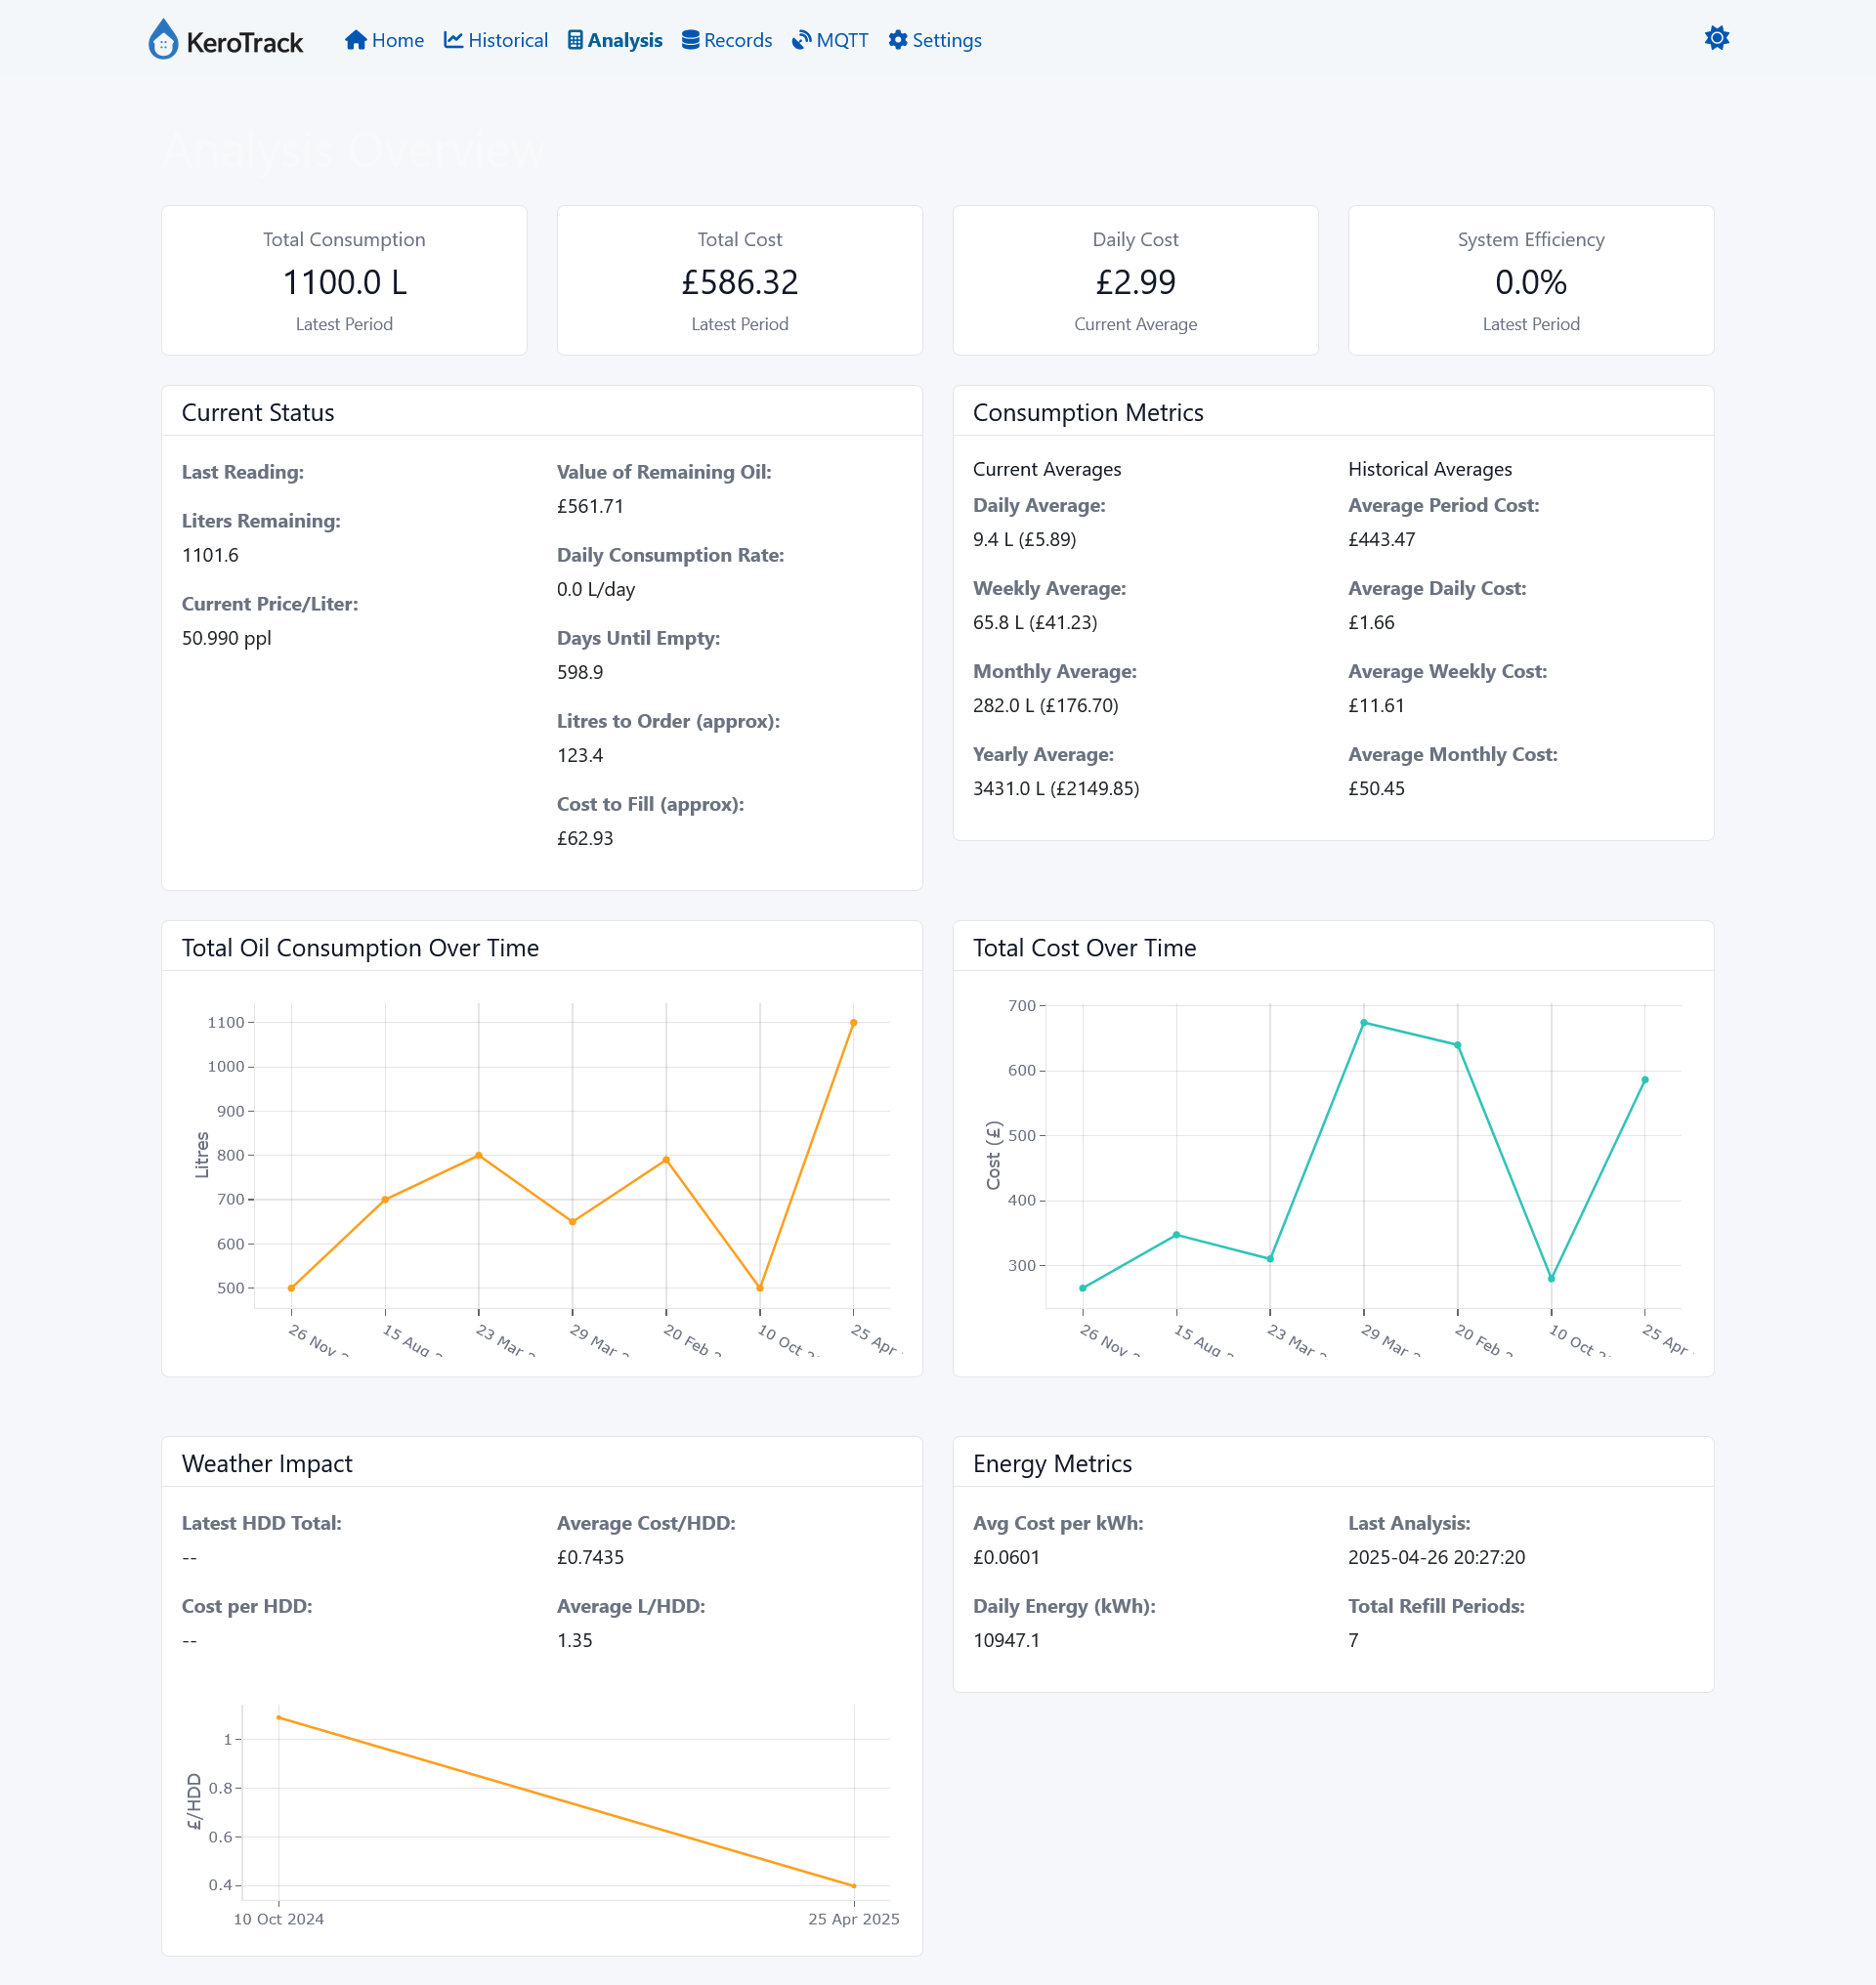 KeroTrack Home Historical Analysis Records MQTT Settings
Analysis Overview
Total Consumption
1100.0 L
Latest Period
Total Cost
£586.32
Latest Period
Daily Cost
£2.99
Current Average
System Efficiency
0.0%
Latest Period
Current Status
Last Reading:
Liters Remaining:
1101.6
Current Price/Liter:
50.990 ppl
Value of Remaining Oil:
£561.71
Daily Consumption Rate:
0.0 L/day
Days Until Empty:
598.9
Litres to Order (approx):
123.4
Cost to Fill (approx):
£62.93
Consumption Metrics
Current Averages
Daily Average:
9.4 L (£5.89)
Weekly Average:
65.8 L (£41.23)
Monthly Average:
282.0 L (£176.70)
Yearly Average:
3431.0 L (£2149.85)
Historical Averages
Average Period Cost:
£443.47
Average Daily Cost:
£1.66
Average Weekly Cost:
£11.61
Average Monthly Cost:
£50.45
Total Oil Consumption Over Time
Litres
1100
1000
900
800
700
600
500
26 Nov
15 Aug
23 Mar
29 Mar
20 Feb
10 Oct
25 Apr
Total Cost Over Time
Cost (£)
700
600
500
400
300
26 Nov
15 Aug
23 Mar
29 Mar
20 Feb
10 Oct
25 Apr
Weather Impact
Latest HDD Total:
--
Cost per HDD:
--
Average Cost/HDD:
£0.7435
Average L/HDD:
1.35
£/HDD
1
0.8
0.6
0.4
10 Oct 2024
25 Apr 2025
Energy Metrics
Avg Cost per kWh:
£0.0601
Daily Energy (kWh):
10947.1
Last Analysis:
2025-04-26 20:27:20
Total Refill Periods:
7